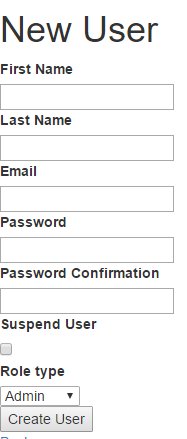 New User
First Name
Last Name
Email
Password
Password Confirmation
Suspend User
Role type
Admin
Create User